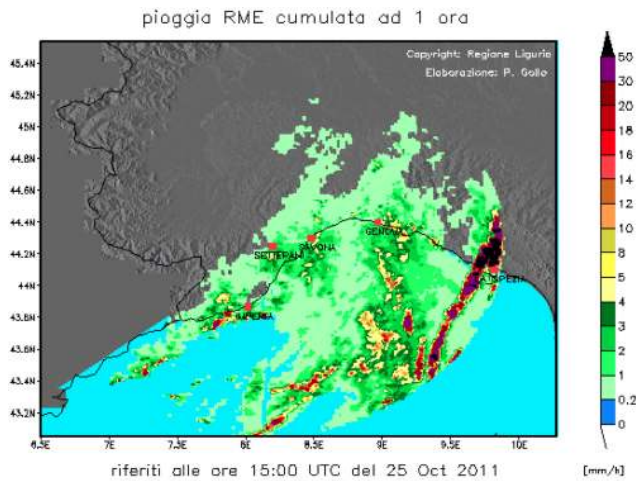 pioggia RME cumulata ad 1 ora
Copyright: Regione Liguria
Elaborazione: P. Gallo
45.4N
45.2N
45N
44.8N
44.6N
44.4N
44.2N
44N
43.8N
43.6N
43.4N
43.2N
GENOVA
SAVONA
SETTEPANI
IMPERIA
6.5E
7E
7.5E
8E
8.5E
9E
9.5E
10E
50
40
30
20
18
16
14
12
10
8
5
4
3
2
1
0.2
0
[mm/h]
riferiti alle ore 15:00 UTC del 25 Oct 2011